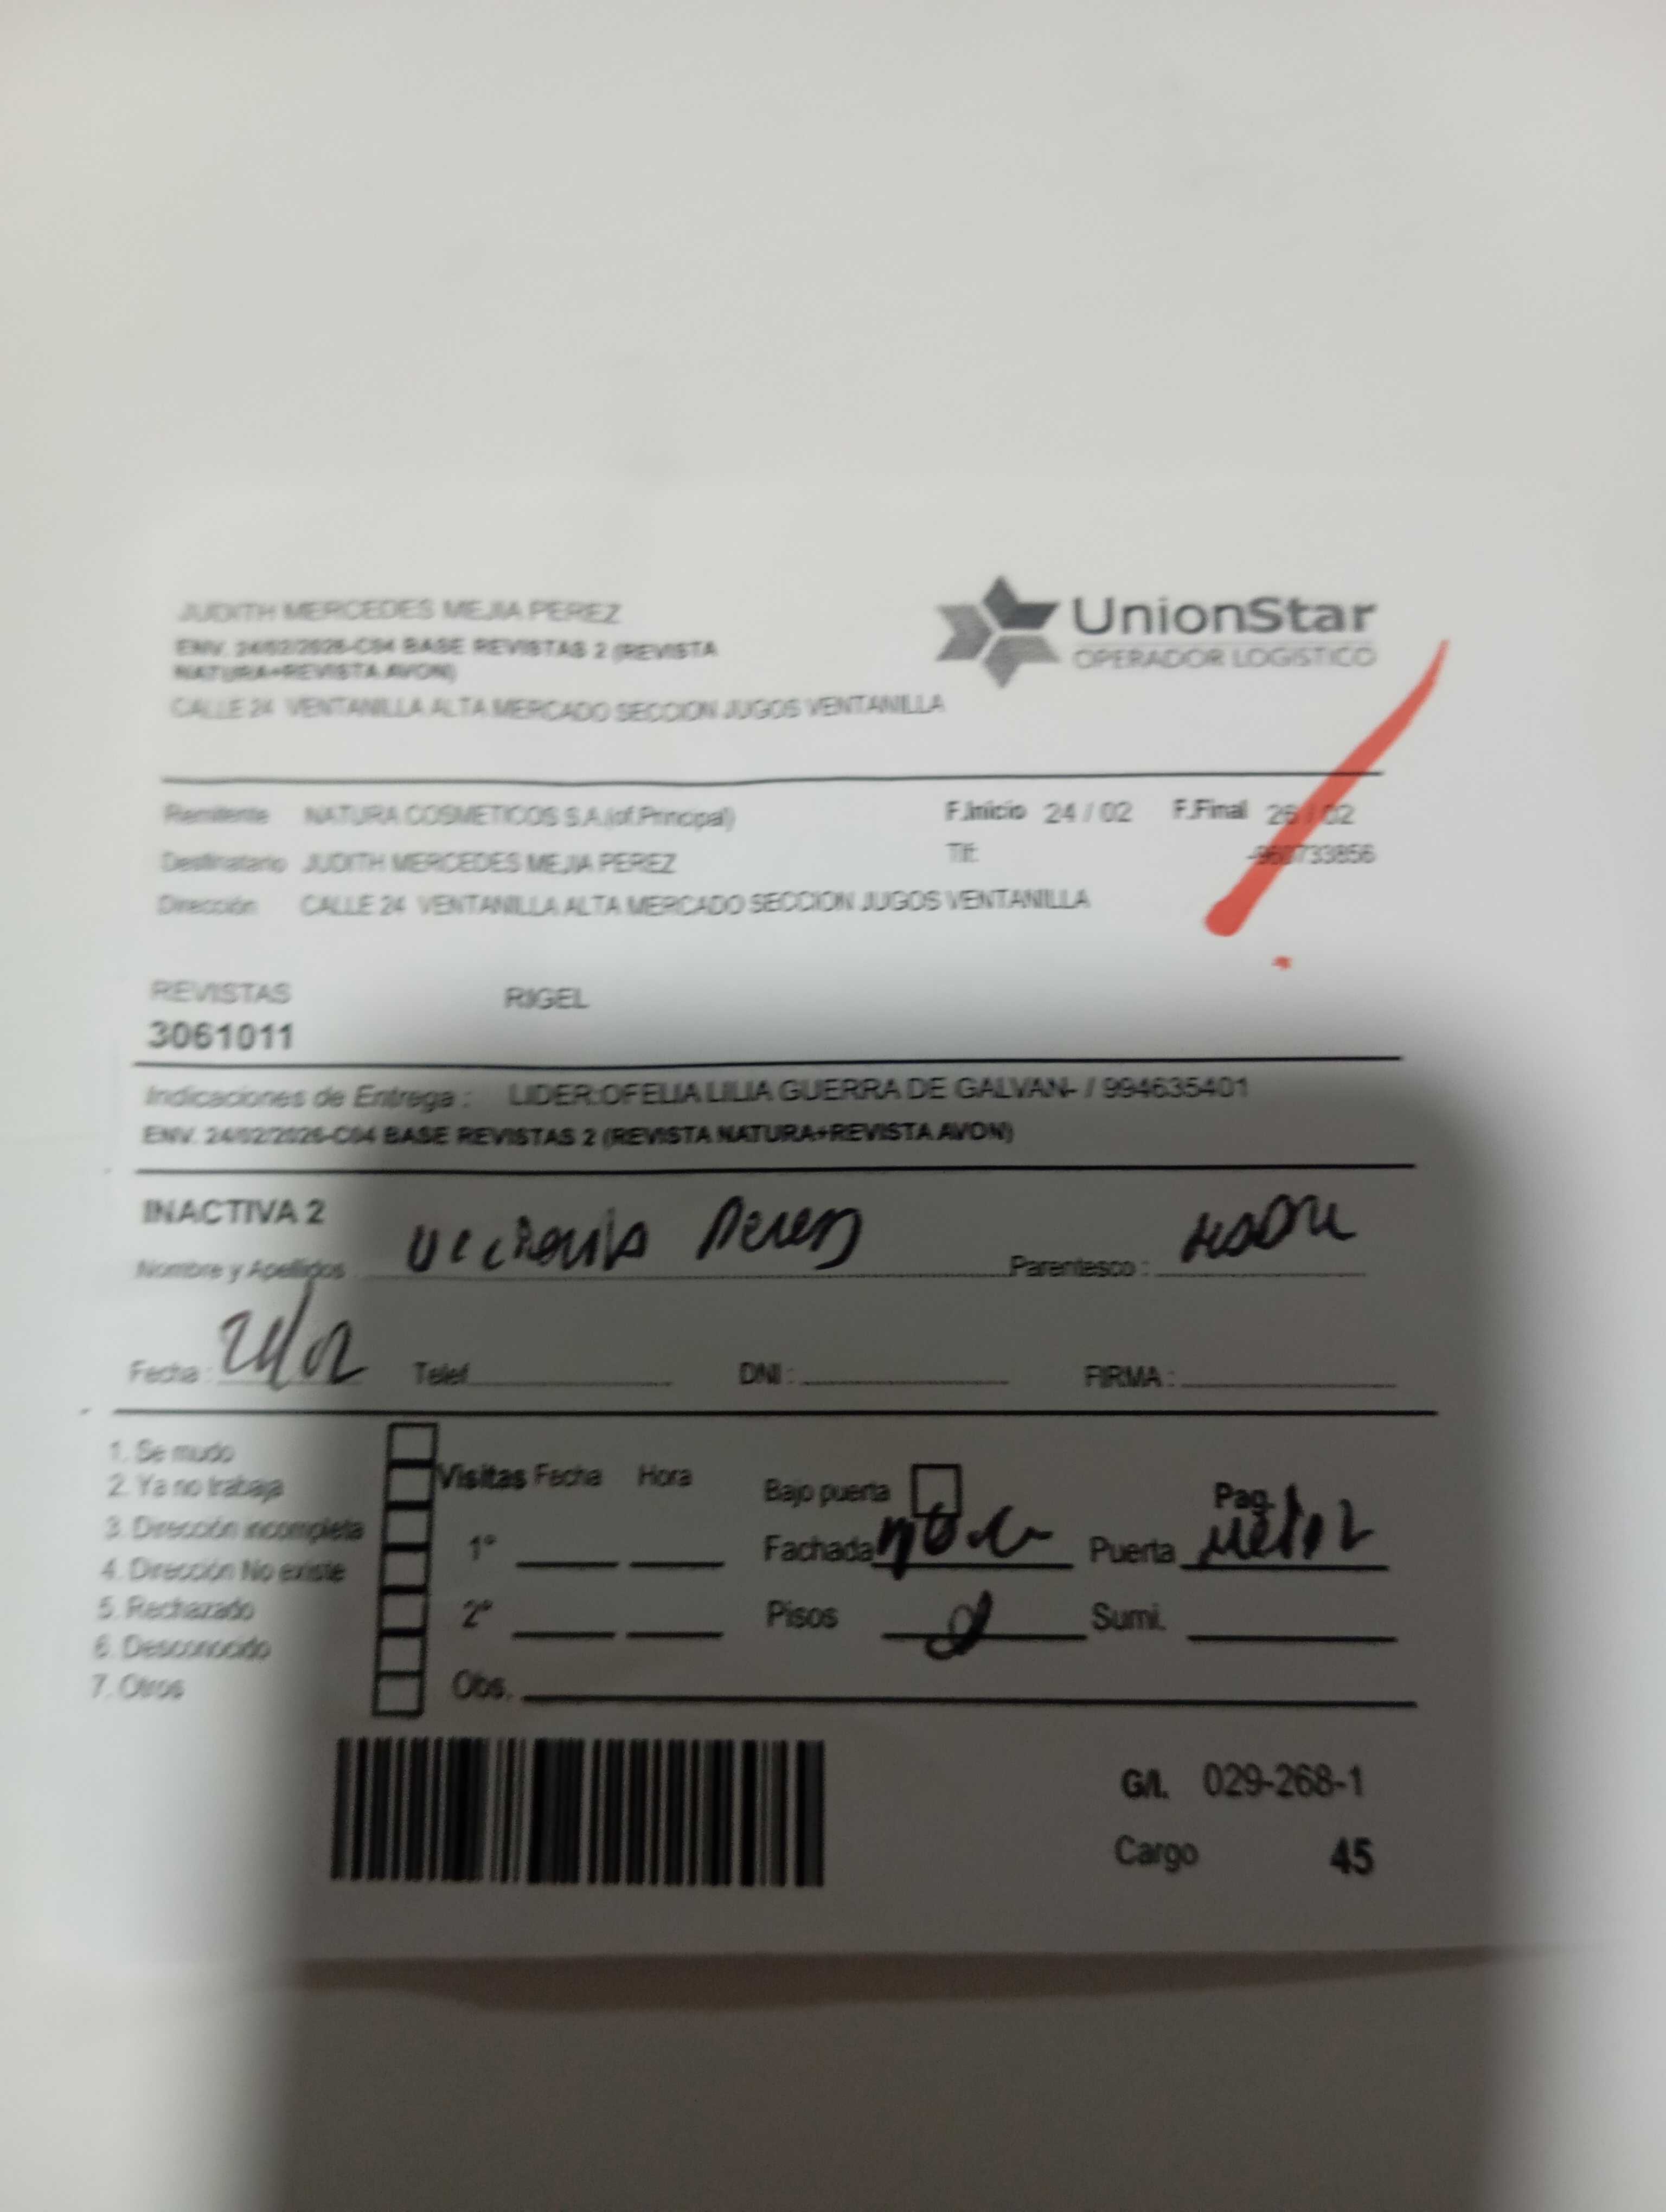 JUDITH MERCEDES MEJIA PEREZ
UnionStar
ENV. 24/02/2026-C04 BASE REVISTAS 2 (REVISTA
NATURA+REVISTA AVON)
OPERADOR LOGISTICO
CALLE 24 VENTANILLA ALTA MERCADO SECCION JUGOS VENTANILLA
Remitente NATURA COSMETICOS S.A.(of.Principal) F.Inicio 24 / 02 F.Final 26 / 02
Destinatario JUDITH MERCEDES MEJIA PEREZ Tlf:
Dirección CALLE 24 VENTANILLA ALTA MERCADO SECCION JUGOS VENTANILLA
REVISTAS RIGEL
3061011
Indicaciones de Entrega : LIDER:OFELIA LILIA GUERRA DE GALVAN- / 994635401
ENV. 24/02/2026-C04 BASE REVISTAS 2 (REVISTA NATURA+REVISTA AVON)
INACTIVA 2
Nombre y Apellidos Perez Parentesco :
Fecha : Telef. DNI : FIRMA :
1. Se mudo
2. Ya no trabaja
3. Dirección incompleta
4. Dirección No existe
5. Rechazado
6. Desconocido
7. Otros
Visitas Fecha Hora Bajo puerta Pag.
1° Fachada Puerta
2° Pisos Sumi.
Obs.
G/I. 029-268-1
Cargo 45